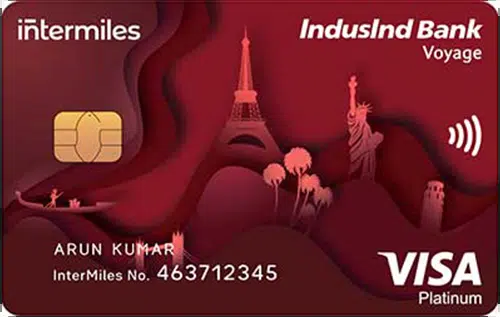 intermiles
IndusInd Bank
Voyage
ARUN KUMAR
InterMiles No. 463712345
VISA
Platinum